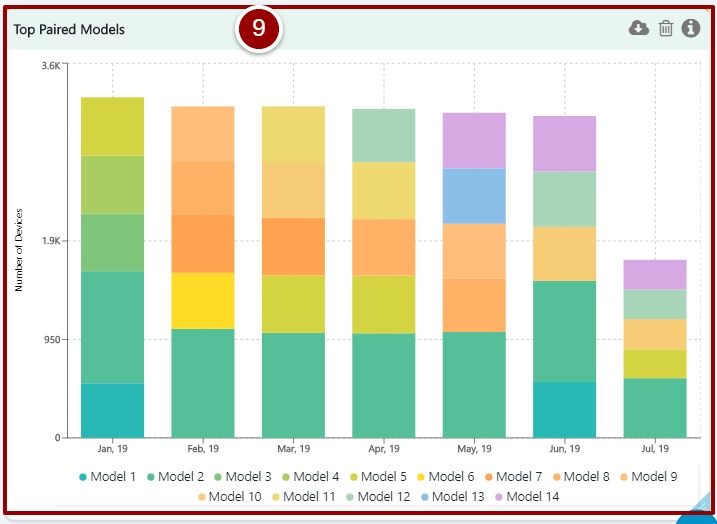 Top Paired Models
9
3.6K
1.9K
950
0
Number of Devices
Jan, 19 Feb, 19 Mar, 19 Apr, 19 May, 19 Jun, 19 Jul, 19
Model 1 Model 2 Model 3 Model 4 Model 5 Model 6 Model 7 Model 8 Model 9
Model 10 Model 11 Model 12 Model 13 Model 14